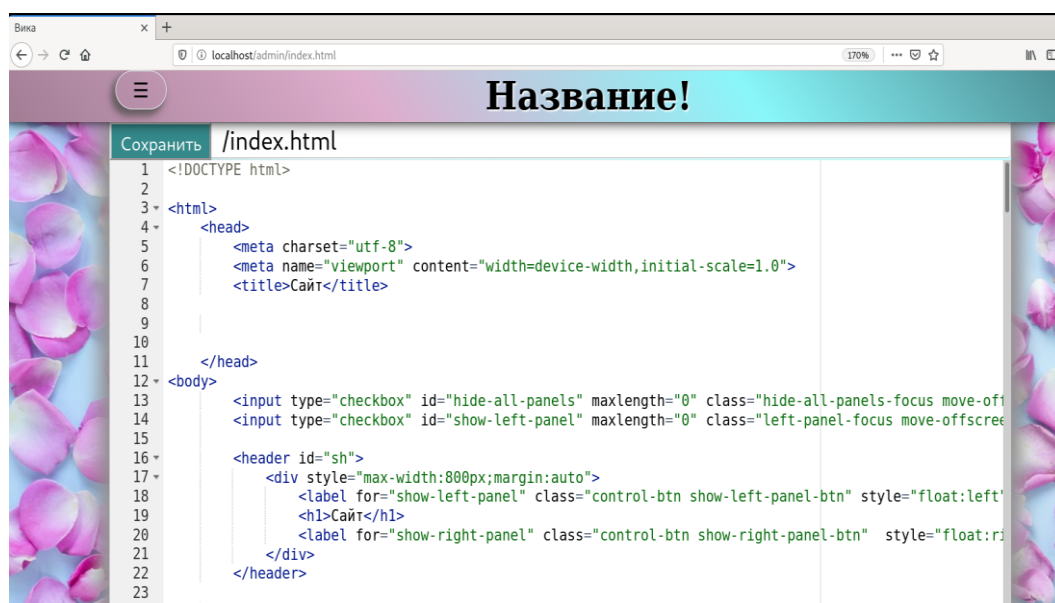 Вика
localhost/admin/index.html
170%
Название!
Сохранить /index.html
1 <!DOCTYPE html>
2
3 <html>
4 <head>
5 <meta charset="utf-8">
6 <meta name="viewport" content="width=device-width,initial-scale=1.0">
7 <title>Сайт</title>
8
9
10
11 </head>
12 <body>
13 <input type="checkbox" id="hide-all-panels" maxlength="0" class="hide-all-panels-focus move-off
14 <input type="checkbox" id="show-left-panel" maxlength="0" class="left-panel-focus move-offscree
15
16 <header id="sh">
17 <div style="max-width:800px;margin:auto">
18 <label for="show-left-panel" class="control-btn show-left-panel-btn" style="float:left"
19 <h1>Сайт</h1>
20 <label for="show-right-panel" class="control-btn show-right-panel-btn"  style="float:ri
21 </div>
22 </header>
23